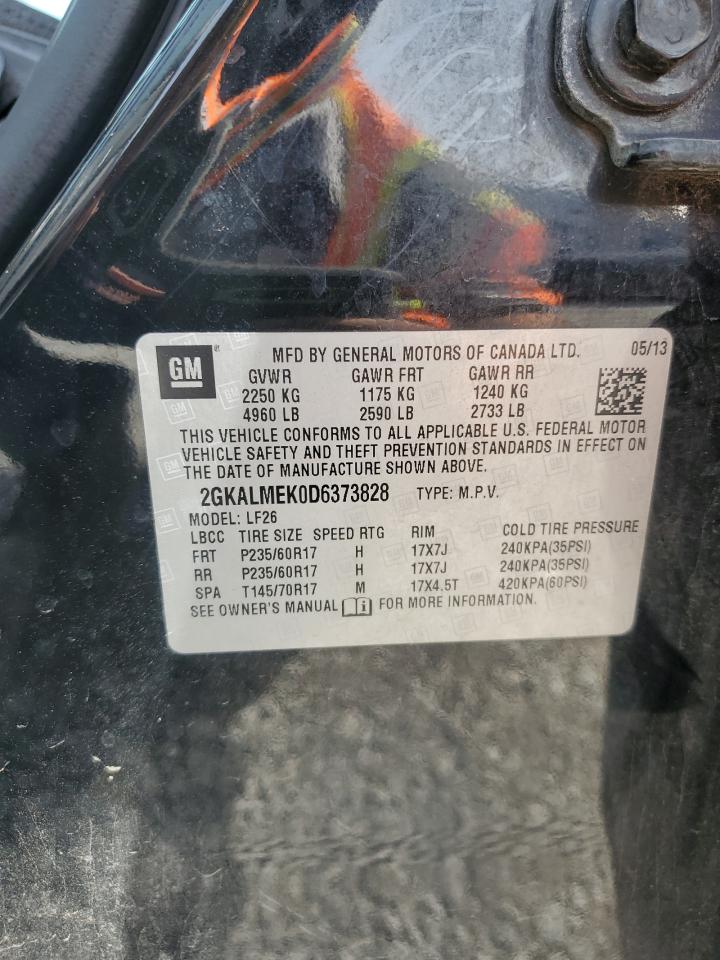 GM MFD BY GENERAL MOTORS OF CANADA LTD. 05/13
GVWR GAWR FRT GAWR RR
2250 KG 1175 KG 1240 KG
4960 LB 2590 LB 2733 LB
THIS VEHICLE CONFORMS TO ALL APPLICABLE U.S. FEDERAL MOTOR
VEHICLE SAFETY AND THEFT PREVENTION STANDARDS IN EFFECT ON
THE DATE OF MANUFACTURE SHOWN ABOVE.
2GKALMEK0D6373828 TYPE: M.P.V.
MODEL: LF26
LBCC TIRE SIZE SPEED RTG RIM COLD TIRE PRESSURE
FRT P235/60R17 H 17X7J 240KPA(35PSI)
RR P235/60R17 H 17X7J 240KPA(35PSI)
SPA T145/70R17 M 17X4.5T 420KPA(60PSI)
SEE OWNER'S MANUAL i FOR MORE INFORMATION.